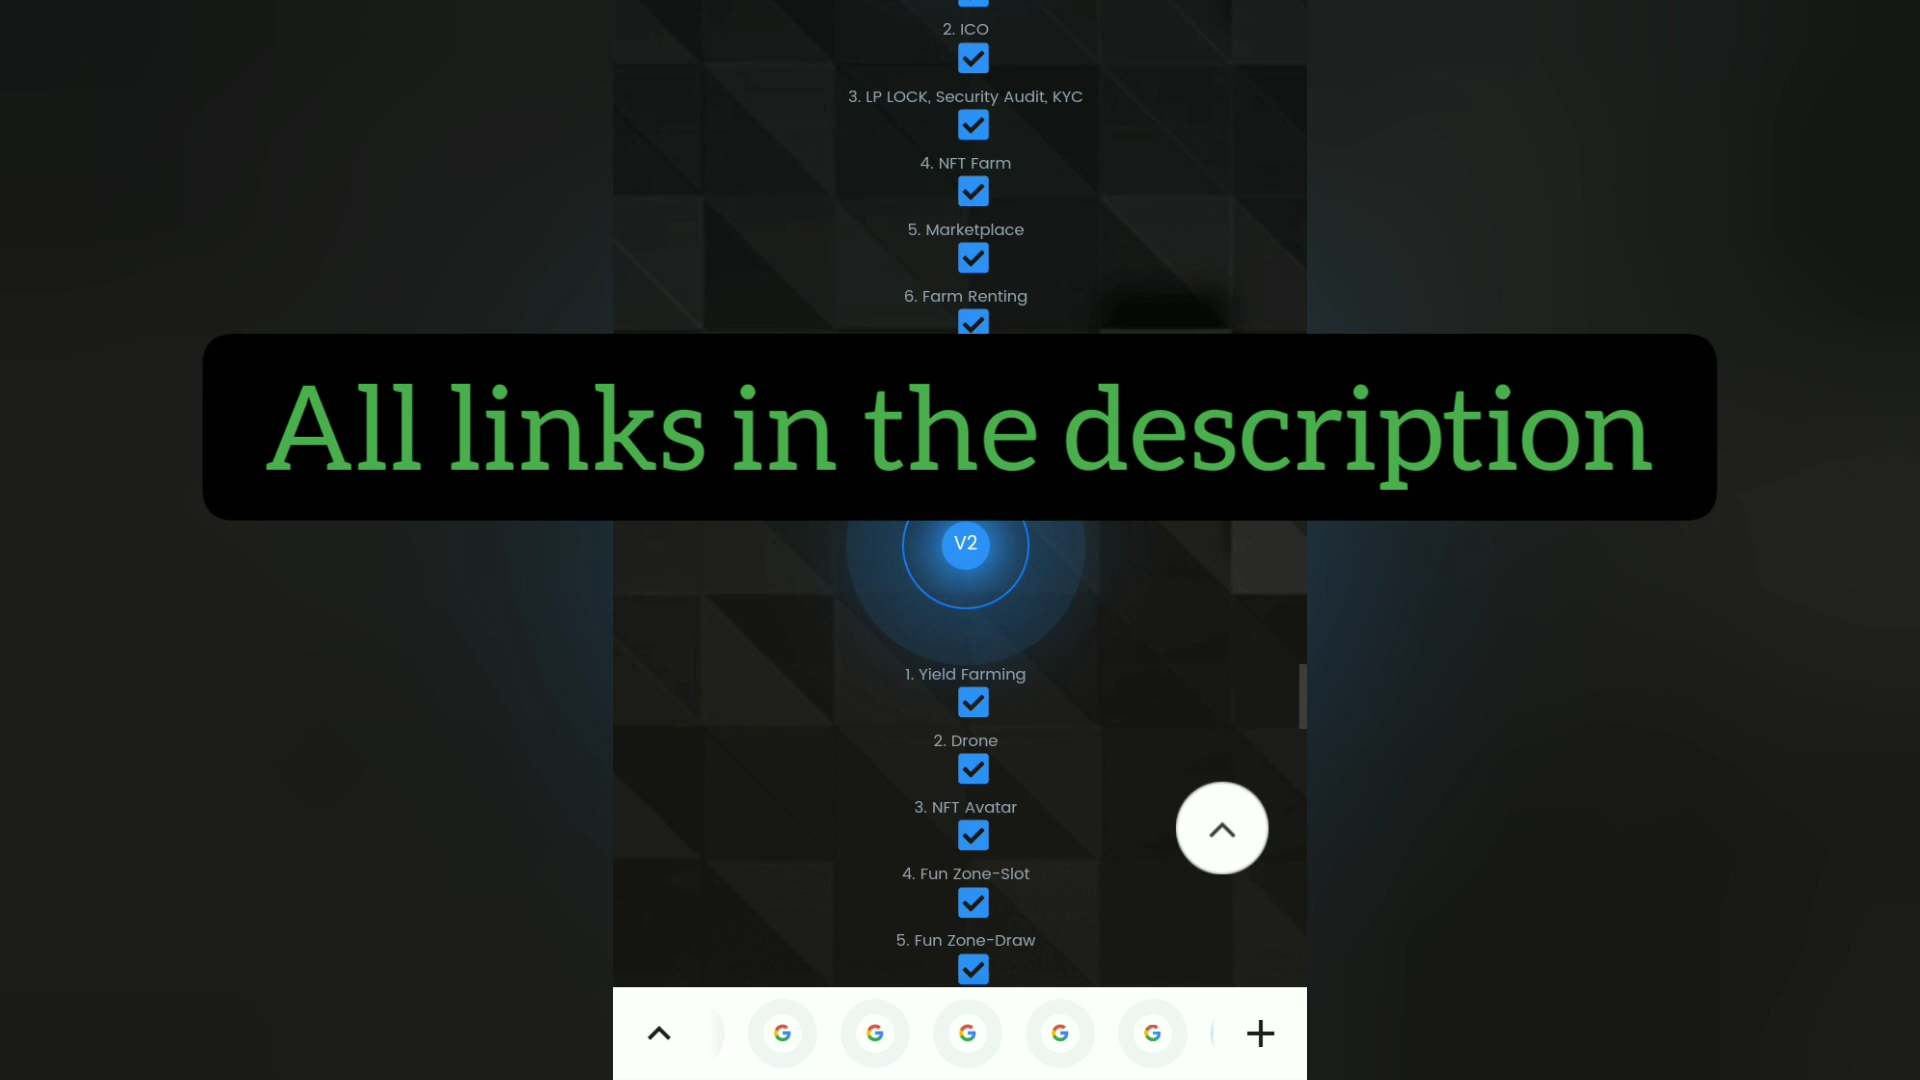 2. ICO
3. LP LOCK, Security Audit, KYC
4. NFT Farm
5. Marketplace
6. Farm Renting
All links in the description
V2
1. Yield Farming
2. Drone
3. NFT Avatar
4. Fun Zone-Slot
5. Fun Zone-Draw